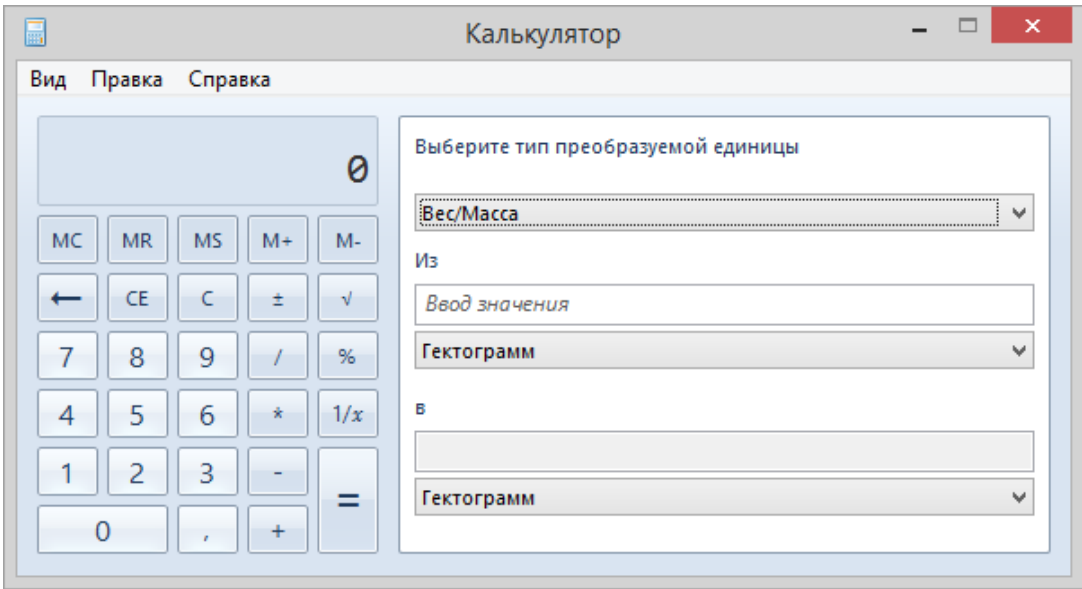 Калькулятор
Вид Правка Справка
0
MC MR MS M+ M-
← CE C ± √
7 8 9 / %
4 5 6 * 1/x
1 2 3 - =
0 , +
Выберите тип преобразуемой единицы
Вес/Масса
Из
Ввод значения
Гектограмм
в
Гектограмм